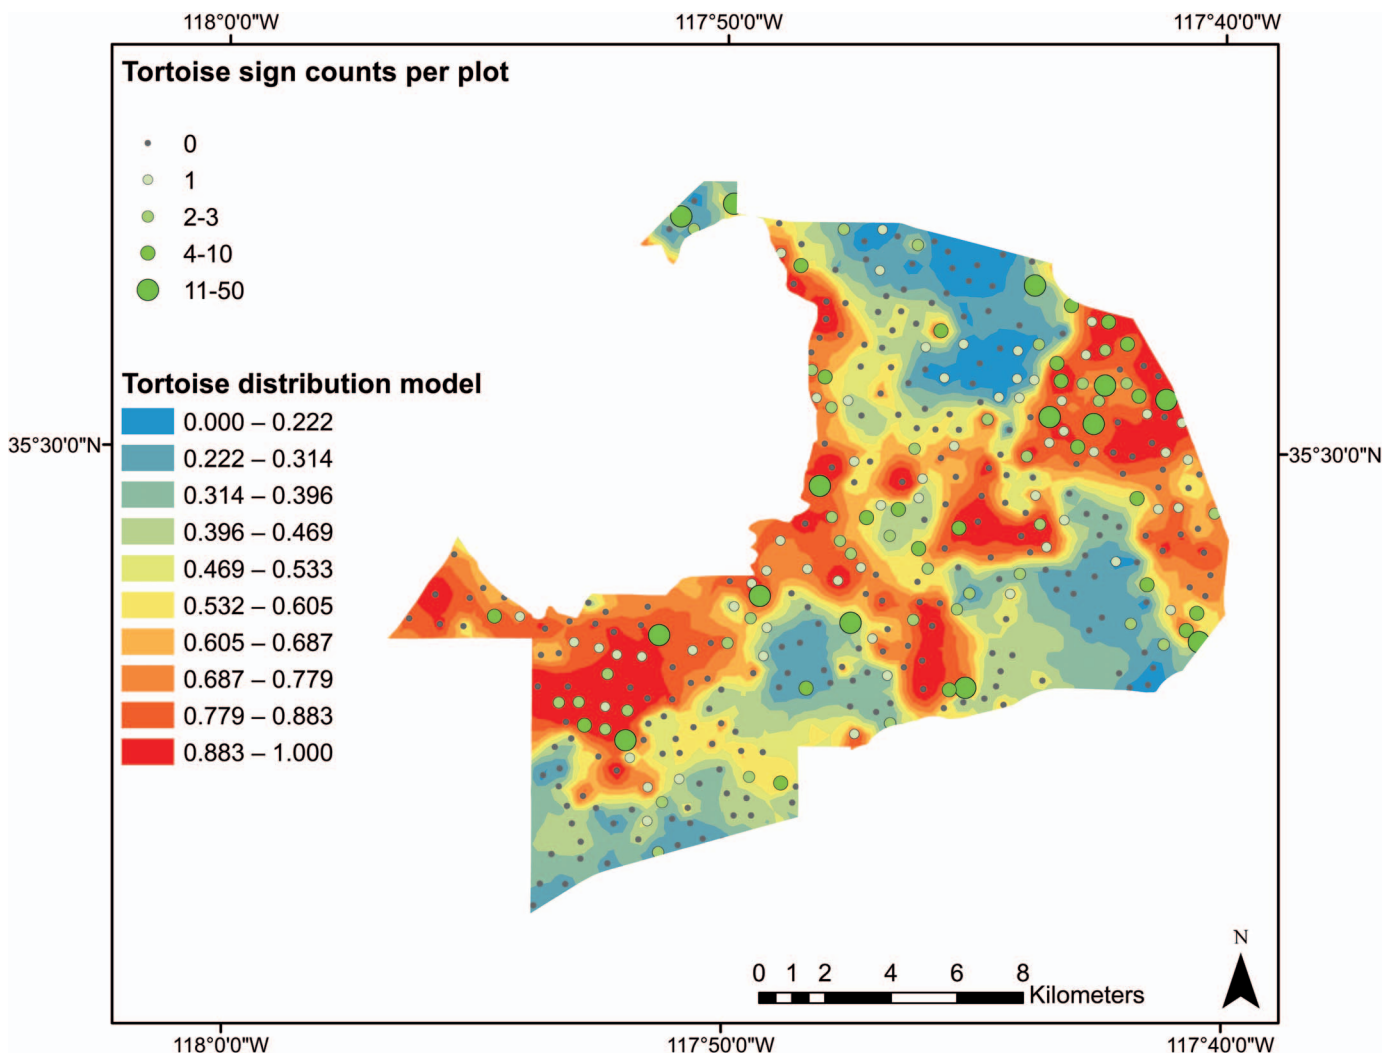 118°0'0"W 117°50'0"W 117°40'0"W
Tortoise sign counts per plot
0
1
2-3
4-10
11-50
Tortoise distribution model
0.000 – 0.222
0.222 – 0.314
0.314 – 0.396
0.396 – 0.469
0.469 – 0.533
0.532 – 0.605
0.605 – 0.687
0.687 – 0.779
0.779 – 0.883
0.883 – 1.000
35°30'0"N 35°30'0"N
N
0 1 2 4 6 8
Kilometers
118°0'0"W 117°50'0"W 117°40'0"W